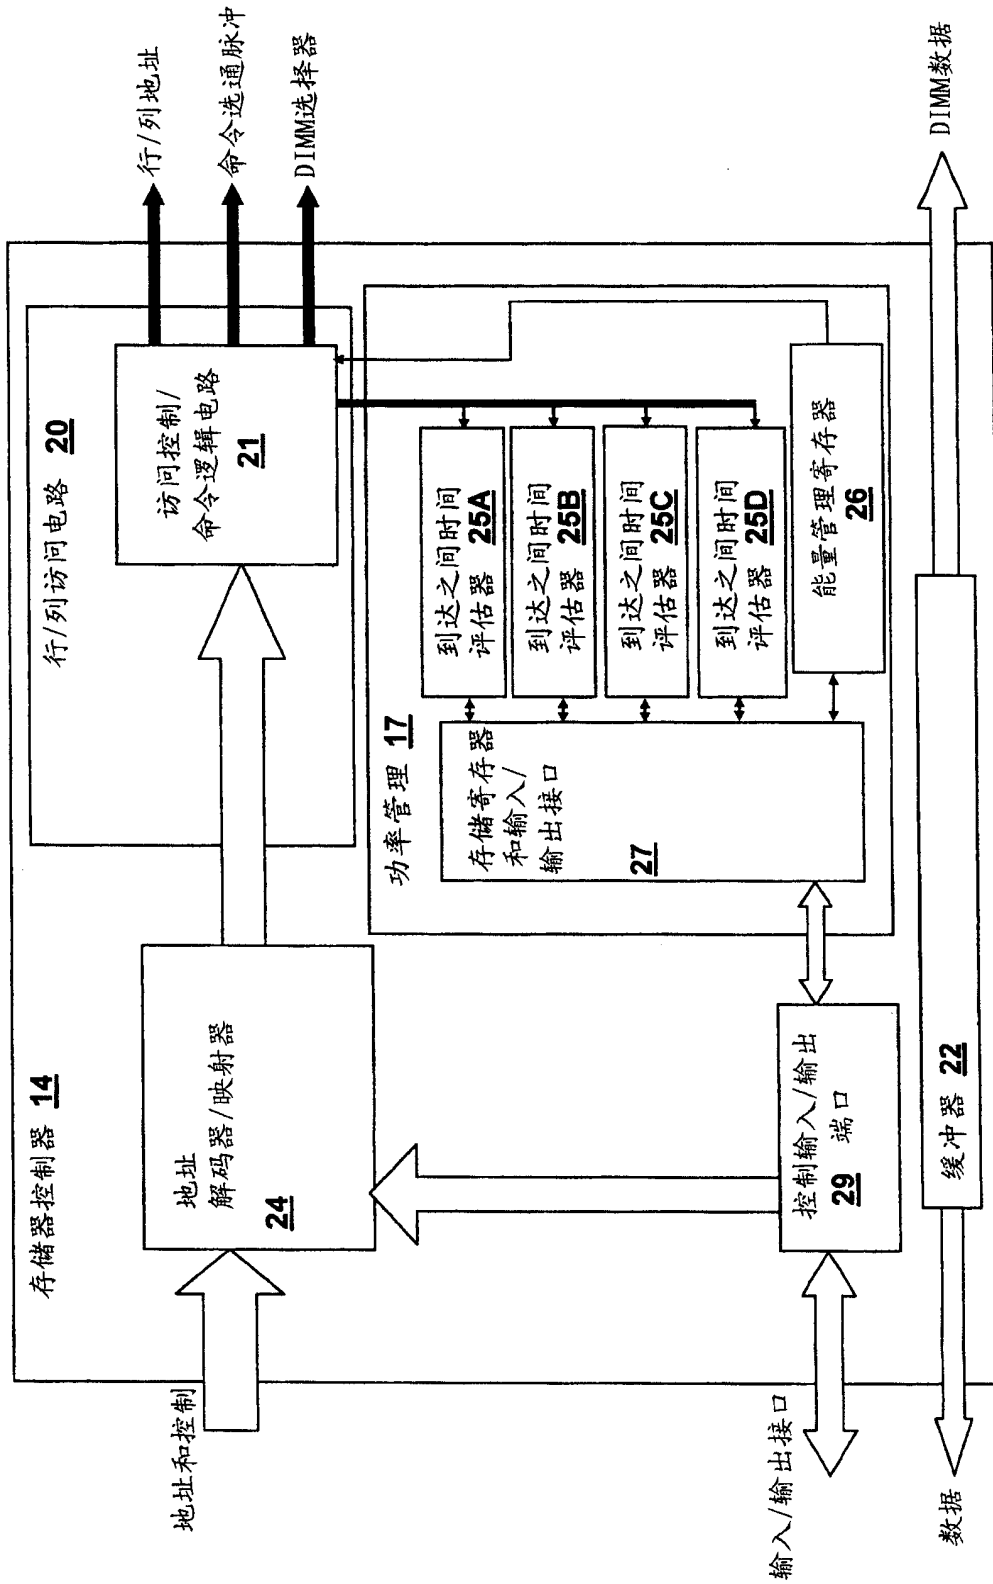 存储器控制器 14
行/列访问电路 20
行/列地址
命令选通脉冲
DIMM选择器
访问控制/
命令逻辑电路
21
地址和控制
地址
解码器/映射器
24
功率管理 17
到达之间时间
评估器 25A
到达之间时间
评估器 25B
到达之间时间
评估器 25C
到达之间时间
评估器 25D
能量管理寄存器
26
存储寄存器
和输入/
输出接口
27
输入/输出接口
控制输入/输出
端口
29
数据
缓冲器 22
DIMM数据